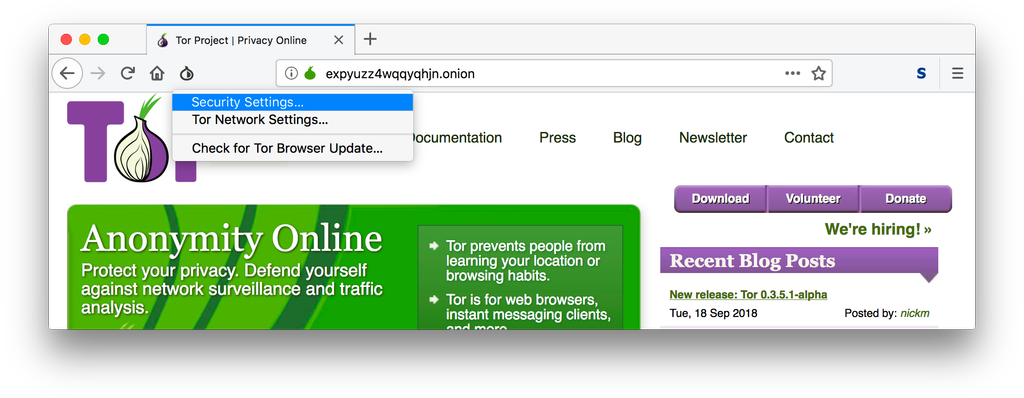 Tor Project | Privacy Online
expyuzz4wqqyqhjn.onion
S
Security Settings...
Tor Network Settings...
Check for Tor Browser Update...
Tor
Documentation
Press
Blog
Newsletter
Contact
Download
Volunteer
Donate
We're hiring! »
Anonymity Online
Protect your privacy. Defend yourself
against network surveillance and traffic
analysis.
Tor prevents people from
learning your location or
browsing habits.
Tor is for web browsers,
instant messaging clients,
and more.
Recent Blog Posts
New release: Tor 0.3.5.1-alpha
Tue, 18 Sep 2018
Posted by: nickm